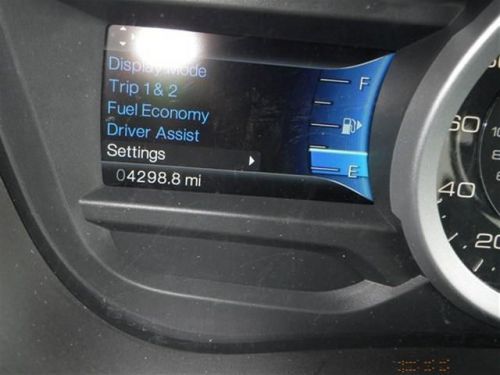 Display Mode
Trip 1 & 2
Fuel Economy
Driver Assist
Settings
04298.8 mi
F
E
60
40
20